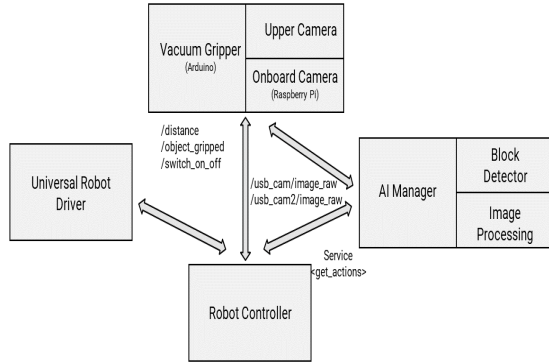 Upper Camera
Vacuum Gripper
(Arduino)
Onboard Camera
(Raspberry Pi)
/distance
/object_gripped
/switch_on_off
/usb_cam/image_raw
/usb_cam2/image_raw
Universal Robot
Driver
AI Manager
Block
Detector
Image
Processing
Service
<get_actions>
Robot Controller